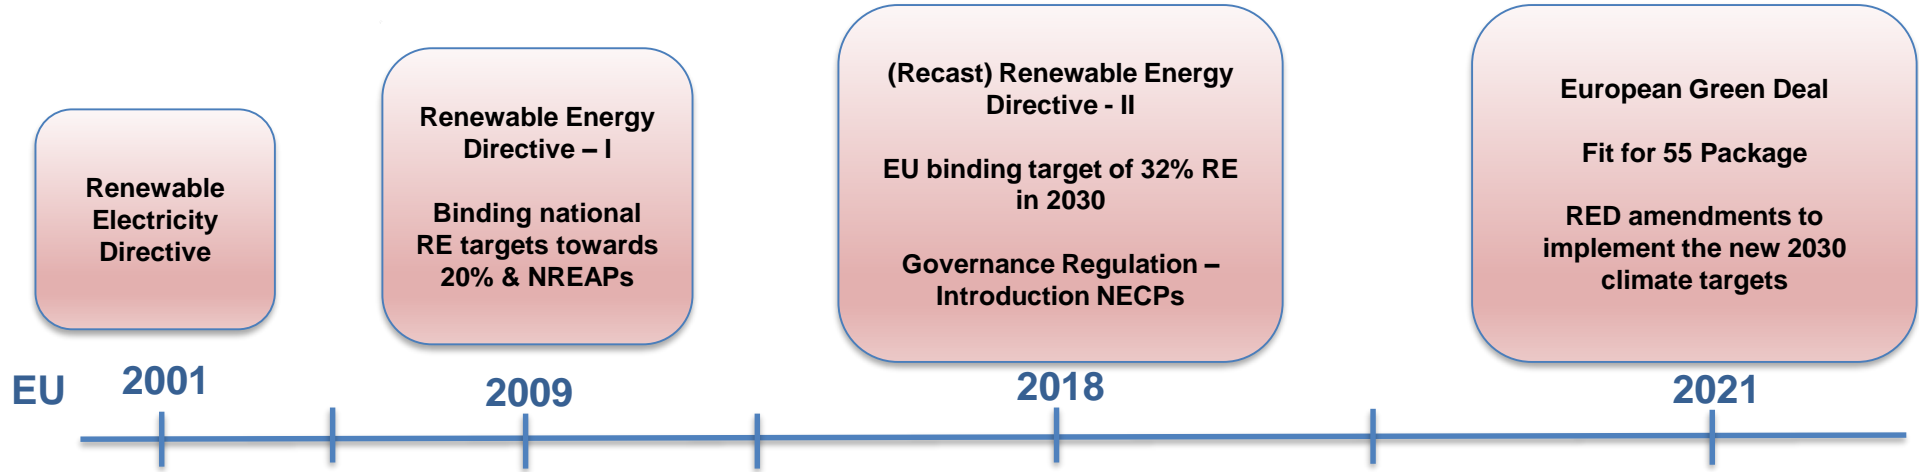 Renewable
Electricity
Directive
Renewable Energy
Directive – I
Binding national
RE targets towards
20% & NREAPs
(Recast) Renewable Energy
Directive - II
EU binding target of 32% RE
in 2030
Governance Regulation –
Introduction NECPs
European Green Deal
Fit for 55 Package
RED amendments to
implement the new 2030
climate targets
EU
2001
2009
2018
2021